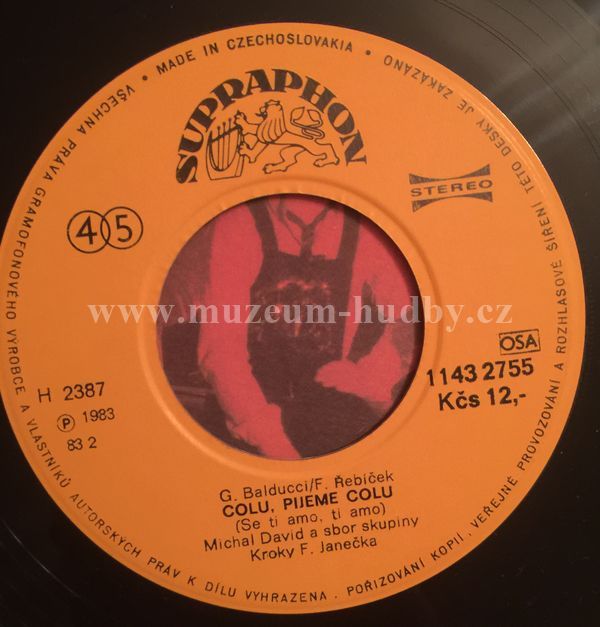 VŠECHNA PRÁVA GRAMOFONOVÉHO VÝROBCE A VLASTNÍKŮ AUTORSKÝCH PRÁV K DÍLU VYHRAZENA · POŘIZOVÁNÍ KOPIÍ, VEŘEJNÉ PROVOZOVÁNÍ A ROZHLASOVÉ ŠÍŘENÍ TÉTO DESKY JE ZAKÁZÁNO · MADE IN CZECHOSLOVAKIA ·
SUPRAPHON
STEREO
45
www.muzeum-hudby.cz
OSA
H 2387
1143 2755
Ⓟ 1983
Kčs 12,-
83 2
G. Balducci/F. Řebíček
COLU, PIJEME COLU
(Se ti amo, ti amo)
Michal David a sbor skupiny
Kroky F. Janečka